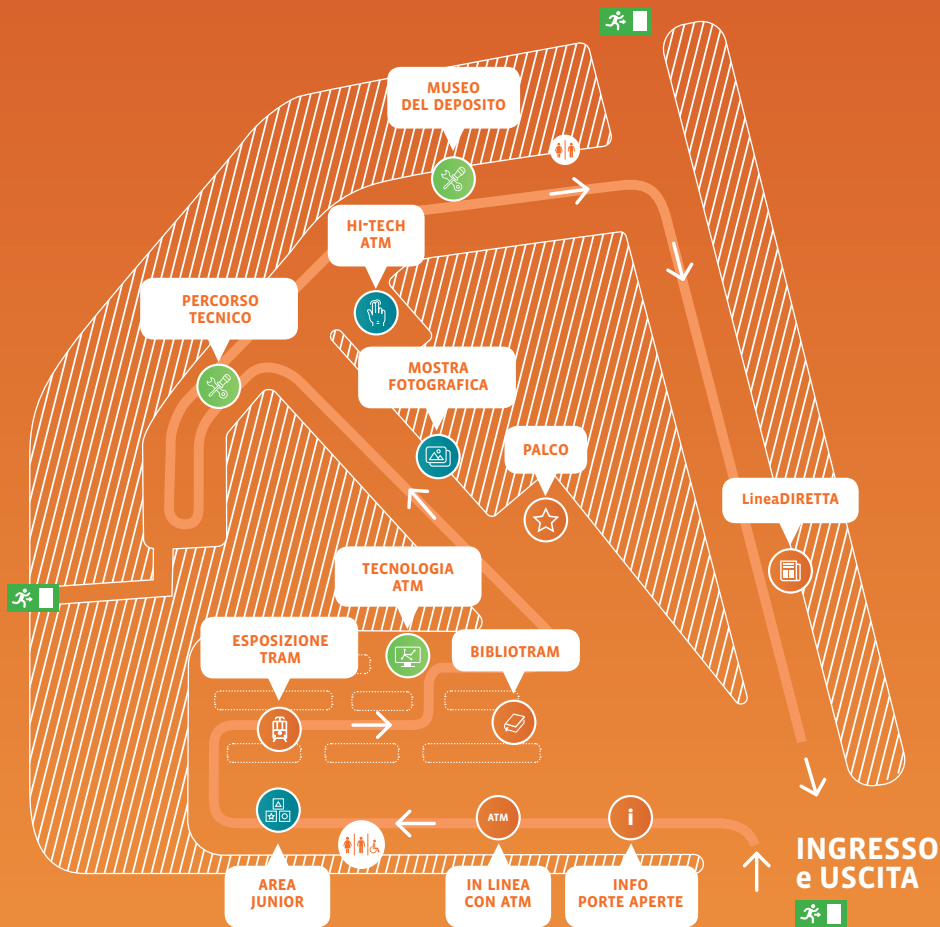 MUSEO
DEL DEPOSITO
HI-TECH
ATM
PERCORSO
TECNICO
MOSTRA
FOTOGRAFICA
PALCO
LineaDIRETTA
TECNOLOGIA
ATM
ESPOSIZIONE
TRAM
BIBLIOTRAM
ATM
i
INGRESSO
e USCITA
AREA
JUNIOR
IN LINEA
CON ATM
INFO
PORTE APERTE